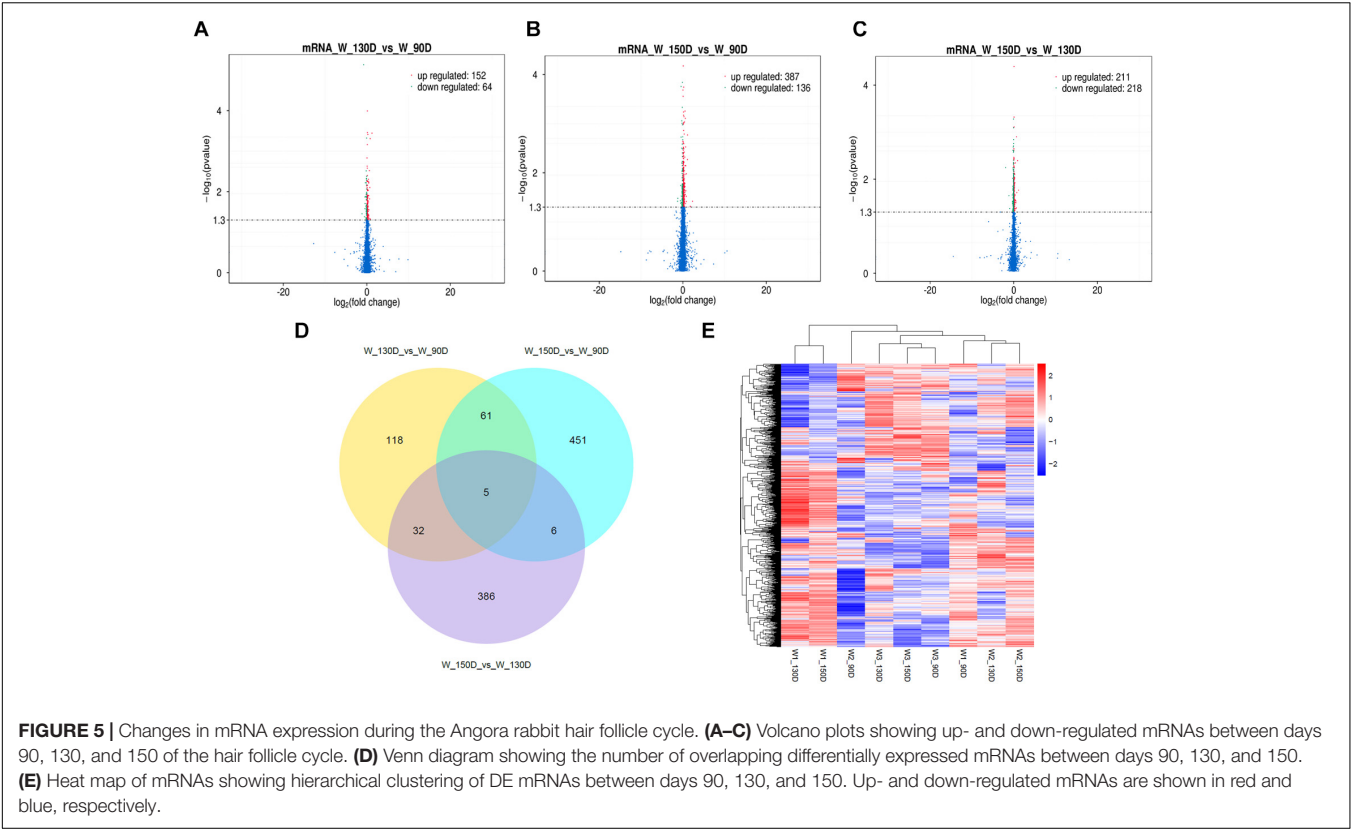 A
mRNA_W_130D_vs_W_90D
up regulated: 152
down regulated: 64
4
2
1.3
0
−log10(pvalue)
-20
0
20
log2(fold change)
B
mRNA_W_150D_vs_W_90D
up regulated: 387
down regulated: 136
4
2
1.3
0
−log10(pvalue)
-20
0
20
log2(fold change)
C
mRNA_W_150D_vs_W_130D
up regulated: 211
down regulated: 218
4
2
1.3
0
−log10(pvalue)
-20
0
20
log2(fold change)
D
W_130D_vs_W_90D
W_150D_vs_W_90D
61
118
451
5
32
6
386
W_150D_vs_W_130D
E
2
1
0
−1
−2
W1_130D
W1_150D
W2_90D
W3_130D
W3_150D
W3_90D
W1_90D
W2_130D
W2_150D
FIGURE 5 | Changes in mRNA expression during the Angora rabbit hair follicle cycle. (A–C) Volcano plots showing up- and down-regulated mRNAs between days
90, 130, and 150 of the hair follicle cycle. (D) Venn diagram showing the number of overlapping differentially expressed mRNAs between days 90, 130, and 150.
(E) Heat map of mRNAs showing hierarchical clustering of DE mRNAs between days 90, 130, and 150. Up- and down-regulated mRNAs are shown in red and
blue, respectively.